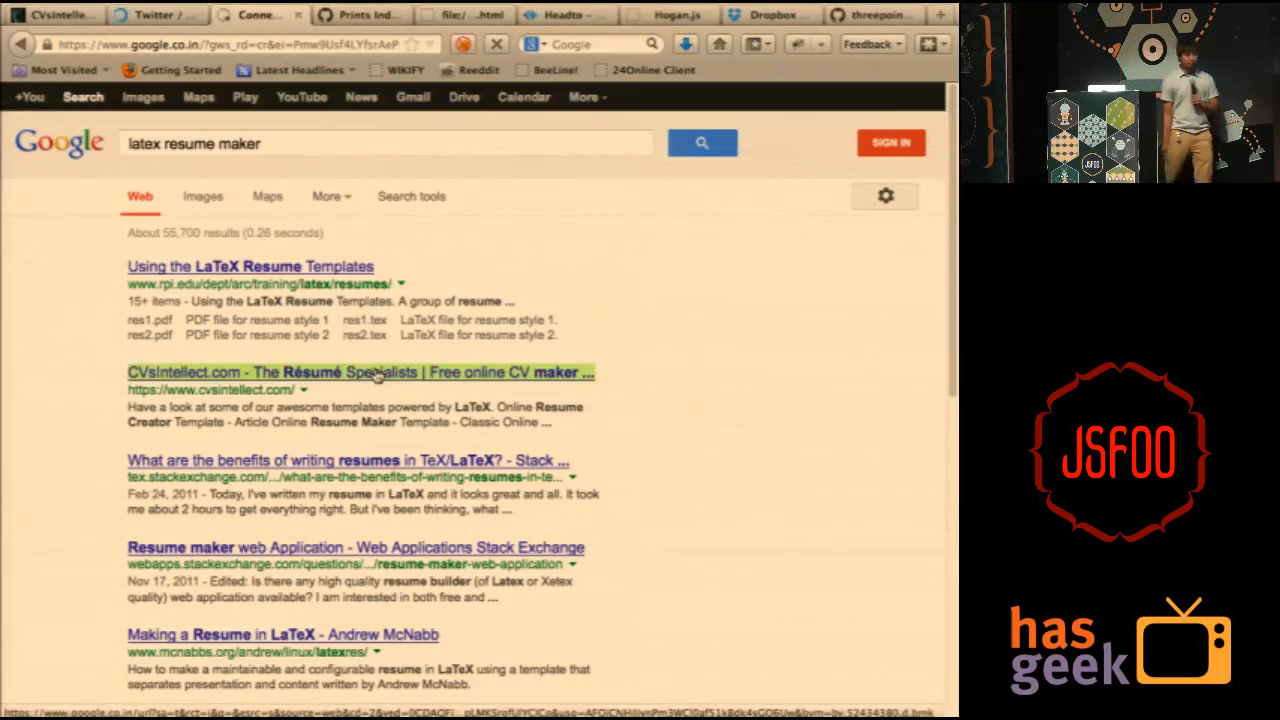 CVsIntelle...
Twitter / ...
Conne...
Prints Ind...
file:/...html
Headto - ...
Hogan.js
Dropbox ...
threepoin...
https://www.google.co.in/?gws_rd=cr&ei=Pmw9Usf4LYfsrAeP
Google
Feedback
Most Visited
Getting Started
Latest Headlines
WIKIFY
Reeddit
BeeLine!
24Online Client
+You Search Images Maps Play YouTube News Gmail Drive Calendar More
Google
latex resume maker
SIGN IN
Web Images Maps More Search tools
About 55,700 results (0.26 seconds)
Using the LaTeX Resume Templates
www.rpi.edu/dept/arc/training/latex/resumes/
15+ items - Using the LaTeX Resume Templates. A group of resume ...
res1.pdf PDF file for resume style 1 res1.tex LaTeX file for resume style 1.
res2.pdf PDF file for resume style 2 res2.tex LaTeX file for resume style 2.
CVsIntellect.com - The Résumé Specialists | Free online CV maker ...
https://www.cvsintellect.com/
Have a look at some of our awesome templates powered by LaTeX. Online Resume
Creator Template - Article Online Resume Maker Template - Classic Online ...
What are the benefits of writing resumes in TeX/LaTeX? - Stack ...
tex.stackexchange.com/.../what-are-the-benefits-of-writing-resumes-in-te...
Feb 24, 2011 - Today, I've written my resume in LaTeX and it looks great and all. It took
me about 2 hours to get everything right. But I've been thinking, what ...
Resume maker web Application - Web Applications Stack Exchange
webapps.stackexchange.com/questions/.../resume-maker-web-application
Nov 17, 2011 - Edited: Is there any high quality resume builder (of Latex or Xetex
quality) web application available? I am interested in both free and ...
Making a Resume in LaTeX - Andrew McNabb
www.mcnabbs.org/andrew/linux/latexres/
How to make a maintainable and configurable resume in LaTeX using a template that
separates presentation and content written by Andrew McNabb.
JSFOO
JSFOO
has
geek